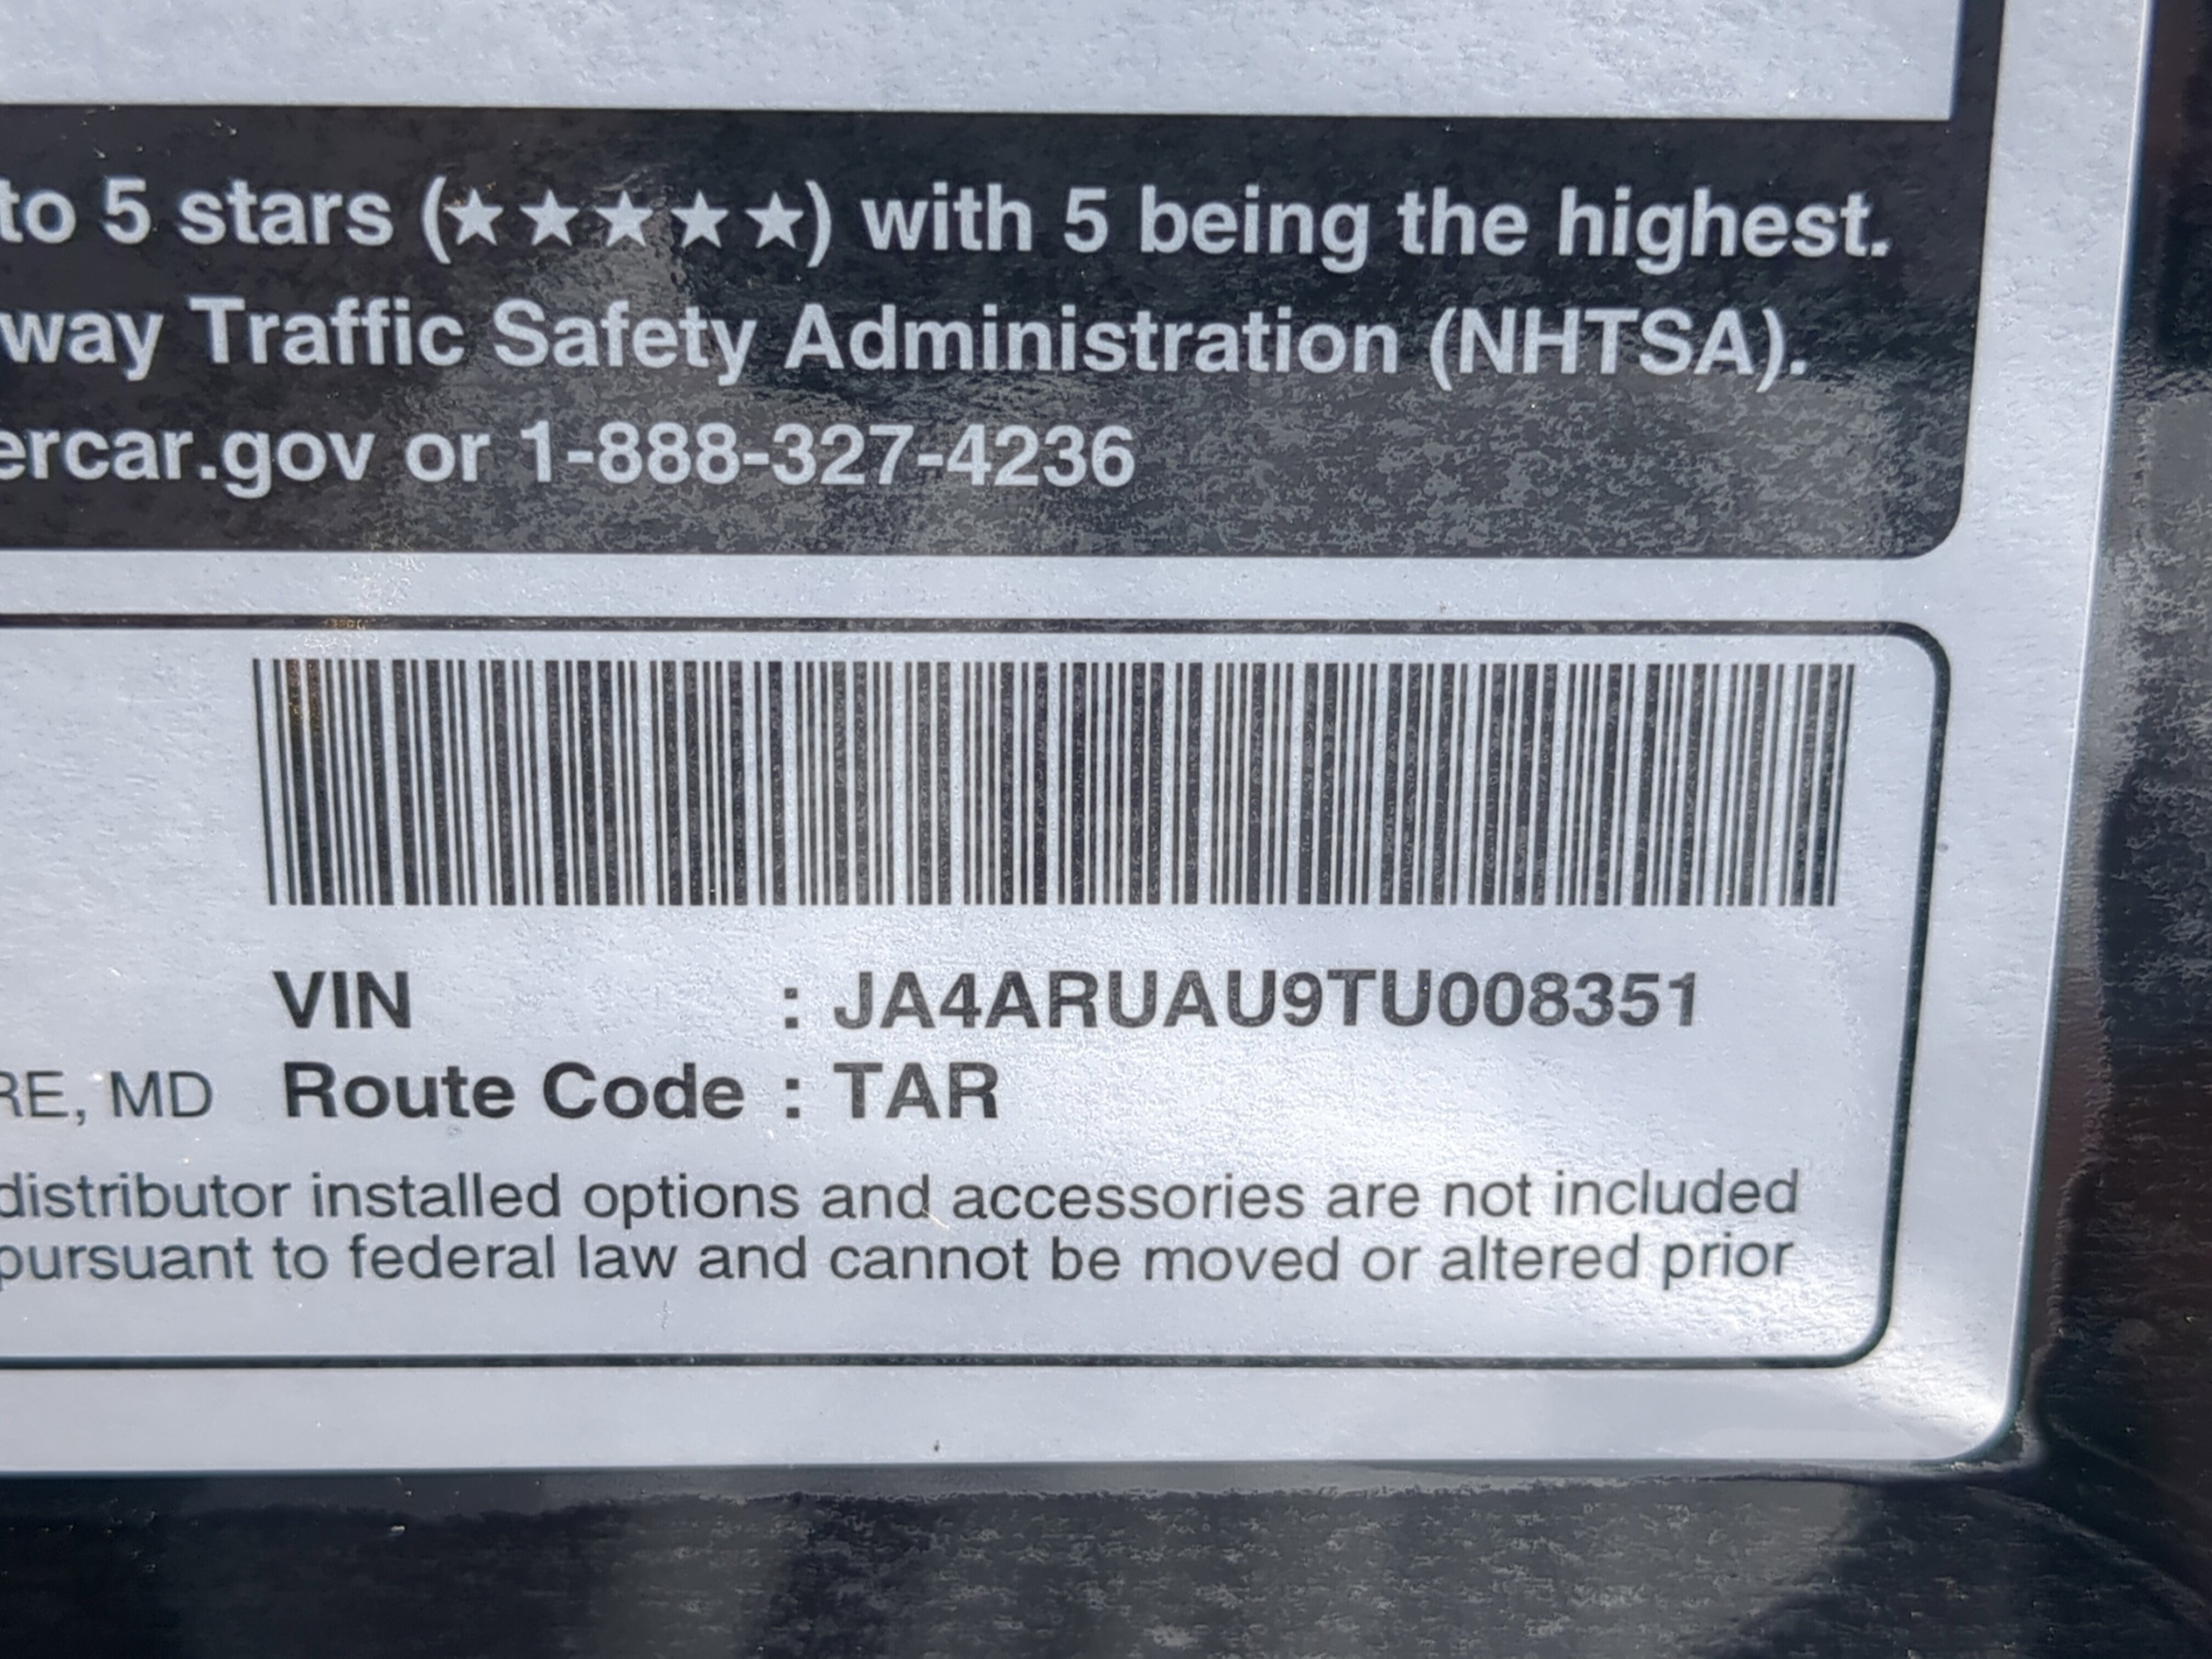 to 5 stars (★★★★★) with 5 being the highest.
way Traffic Safety Administration (NHTSA).
ercar.gov or 1-888-327-4236
VIN : JA4ARUAU9TU008351
RE, MD Route Code : TAR
distributor installed options and accessories are not included
pursuant to federal law and cannot be moved or altered prior